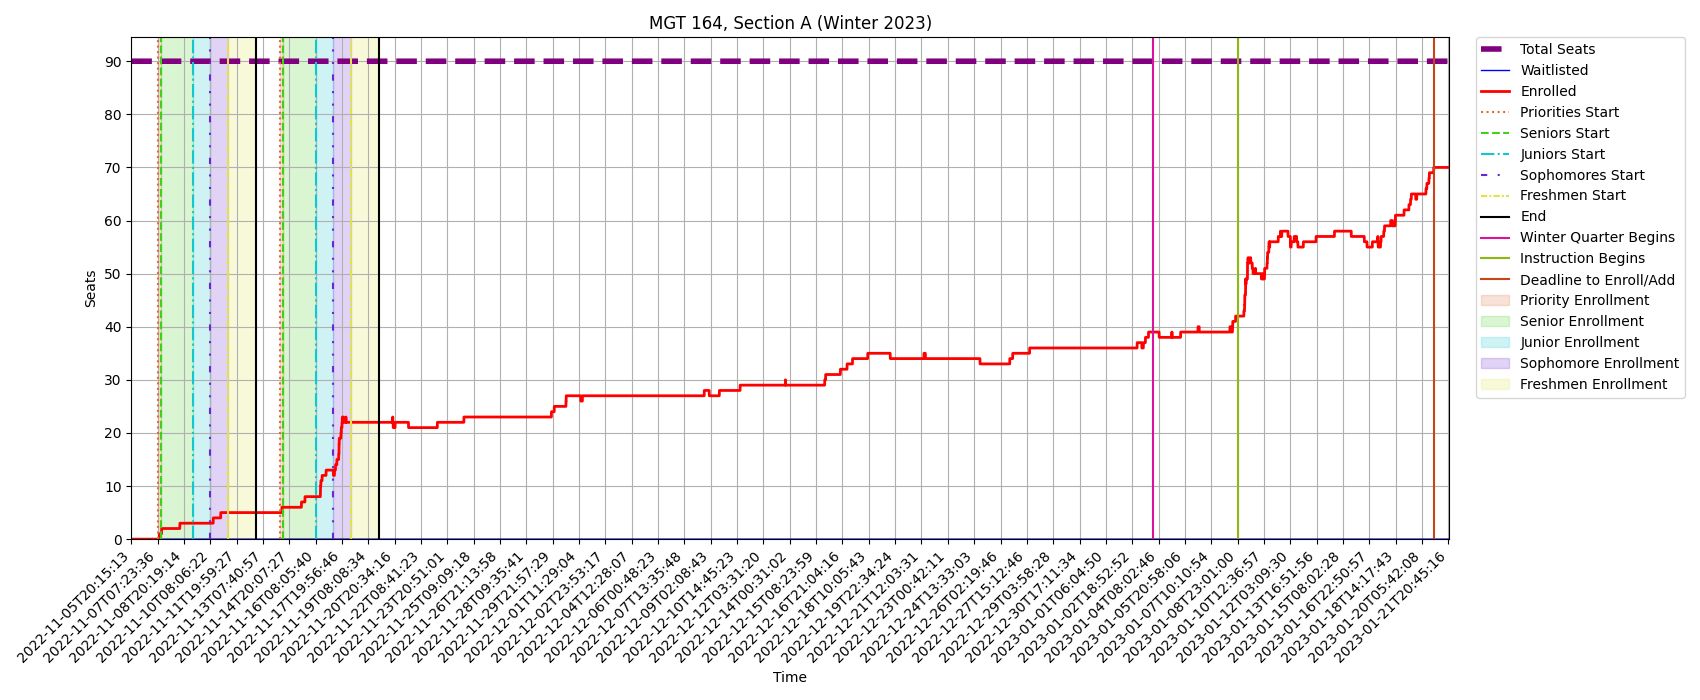 MGT 164, Section A (Winter 2023)
Seats
90
80
70
60
50
40
30
20
10
0
2022-11-05T20:15:13
2022-11-07T07:23:36
2022-11-08T20:19:14
2022-11-10T08:06:22
2022-11-11T19:59:27
2022-11-13T07:40:57
2022-11-14T20:07:27
2022-11-16T08:05:40
2022-11-17T19:56:46
2022-11-19T08:08:34
2022-11-20T20:34:16
2022-11-22T08:41:23
2022-11-23T20:51:01
2022-11-25T09:09:18
2022-11-26T21:13:58
2022-11-28T09:35:41
2022-11-29T21:57:29
2022-12-01T11:29:04
2022-12-02T23:53:17
2022-12-04T12:28:07
2022-12-06T00:48:23
2022-12-07T13:35:48
2022-12-09T02:08:43
2022-12-10T14:45:23
2022-12-12T03:31:20
2022-12-14T00:31:02
2022-12-15T08:23:59
2022-12-16T21:04:16
2022-12-18T10:05:43
2022-12-19T22:34:24
2022-12-21T12:03:31
2022-12-23T00:42:11
2022-12-24T13:33:03
2022-12-26T02:19:46
2022-12-27T15:12:46
2022-12-29T03:58:28
2022-12-30T17:11:34
2023-01-01T06:04:50
2023-01-02T18:52:52
2023-01-04T08:02:46
2023-01-05T20:58:06
2023-01-07T10:10:54
2023-01-08T23:01:00
2023-01-10T12:36:57
2023-01-12T03:09:30
2023-01-13T16:51:56
2023-01-15T08:02:28
2023-01-16T22:50:57
2023-01-18T14:17:43
2023-01-20T05:42:08
2023-01-21T20:45:16
Time
Total Seats
Waitlisted
Enrolled
Priorities Start
Seniors Start
Juniors Start
Sophomores Start
Freshmen Start
End
Winter Quarter Begins
Instruction Begins
Deadline to Enroll/Add
Priority Enrollment
Senior Enrollment
Junior Enrollment
Sophomore Enrollment
Freshmen Enrollment